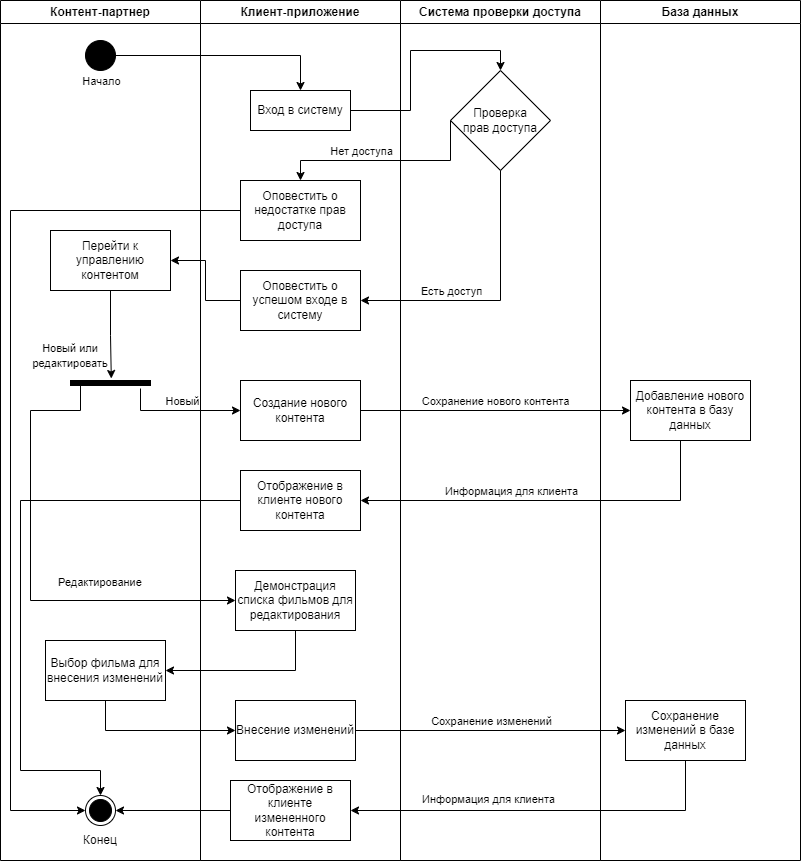 Контент-партнер
Клиент-приложение
Система проверки доступа
База данных
Начало
Вход в систему
Проверка
прав доступа
Нет доступа
Оповестить о
недостатке прав
доступа
Перейти к
управлению
контентом
Оповестить о
успешом входе в
систему
Есть доступ
Новый или
редактировать
Новый
Создание нового
контента
Сохранение нового контента
Добавление нового
контента в базу
данных
Отображение в
клиенте нового
контента
Информация для клиента
Редактирование
Демонстрация
списка фильмов для
редактирования
Выбор фильма для
внесения изменений
Внесение изменений
Сохранение изменений
Сохранение
изменений в базе
данных
Отображение в
клиенте
измененного
контента
Информация для клиента
Конец